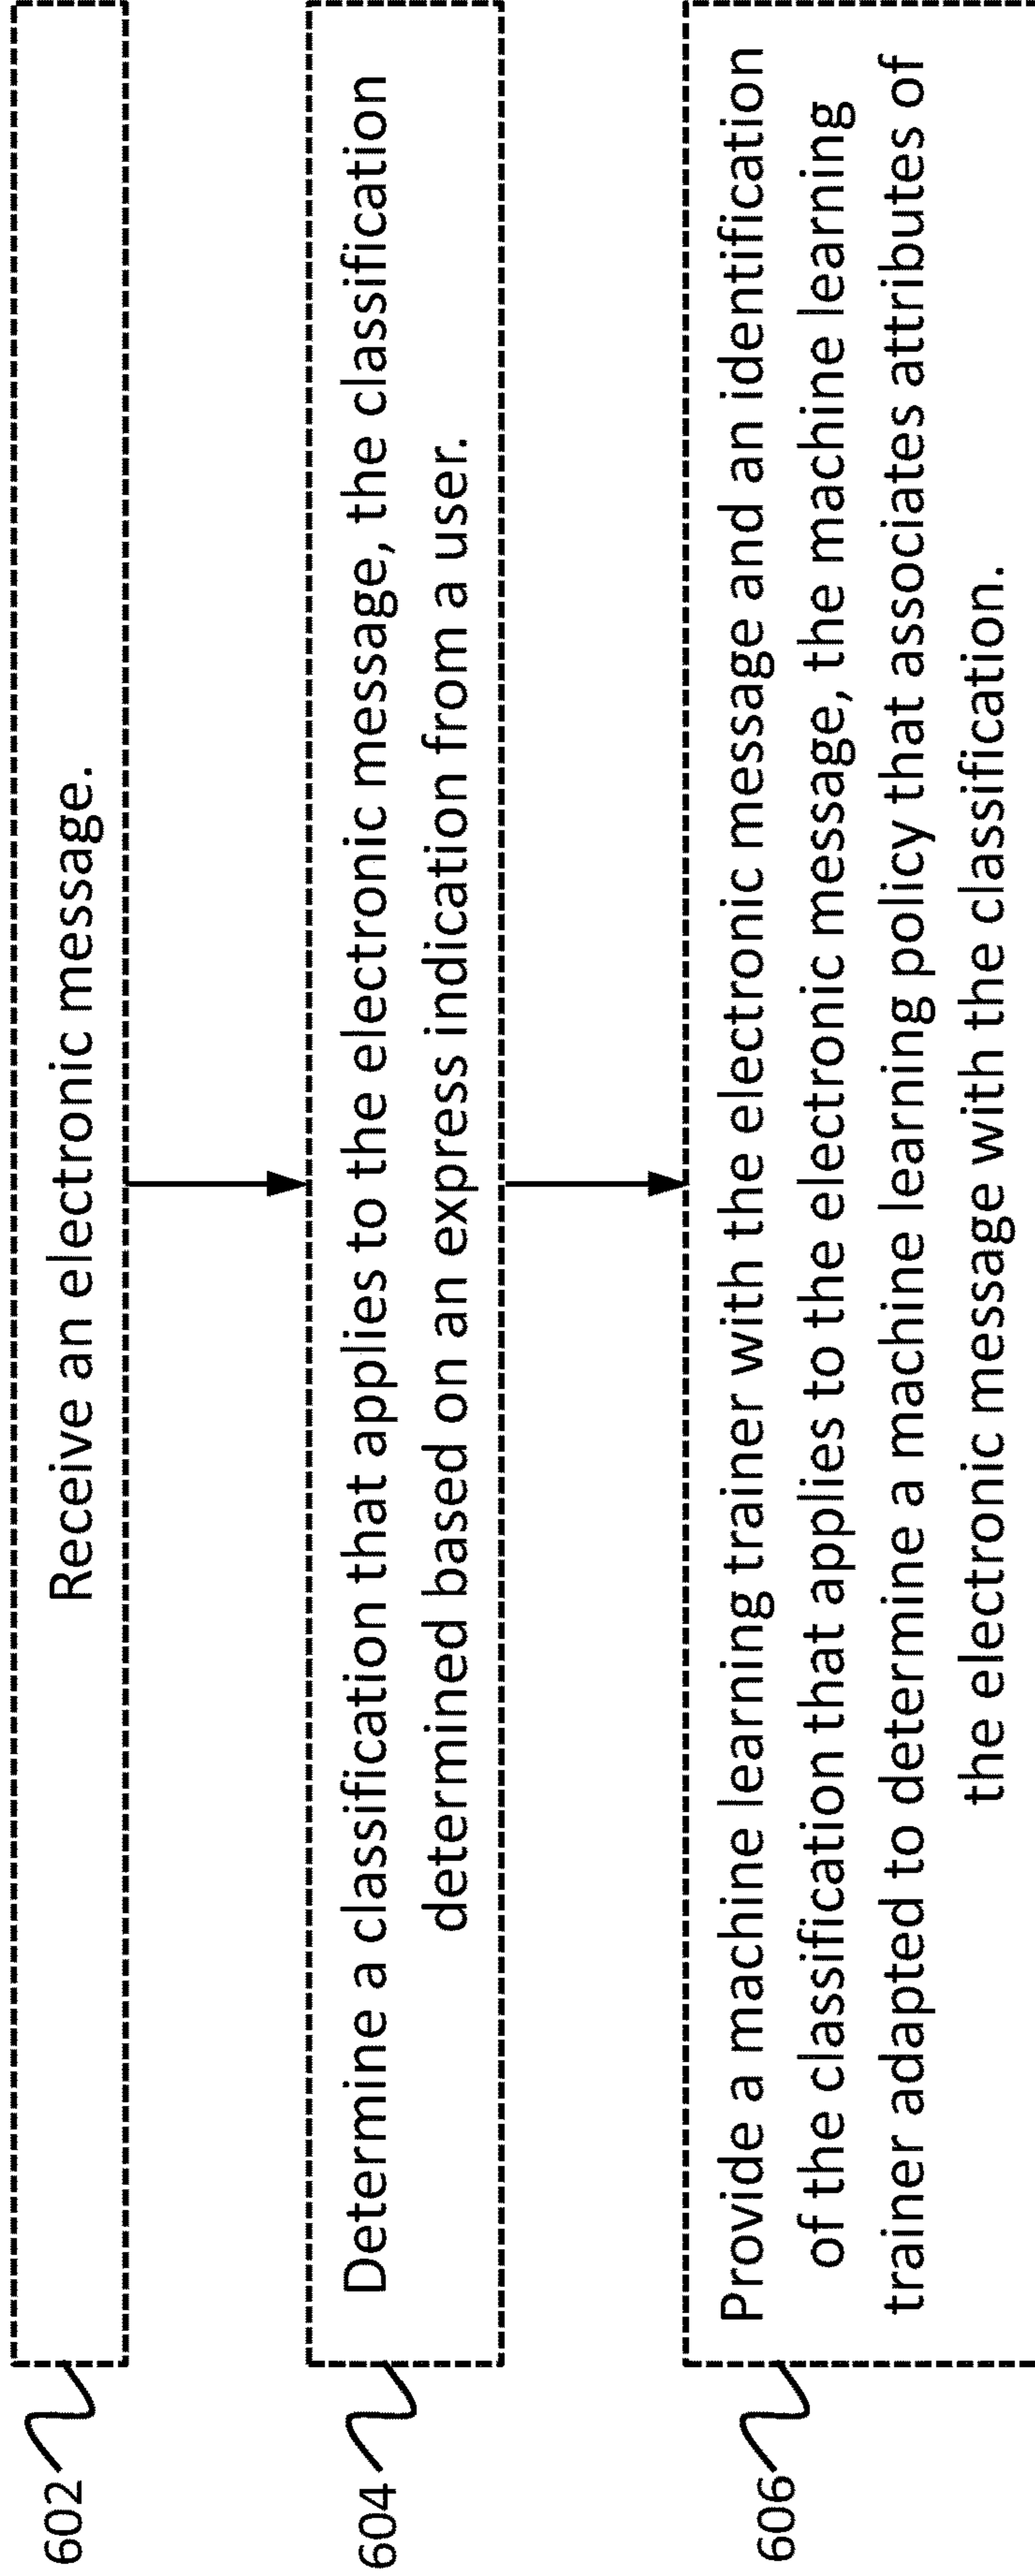 602
Receive an electronic message.
604
Determine a classification that applies to the electronic message, the classification
determined based on an express indication from a user.
606
Provide a machine learning trainer with the electronic message and an identification
of the classification that applies to the electronic message, the machine learning
trainer adapted to determine a machine learning policy that associates attributes of
the electronic message with the classification.